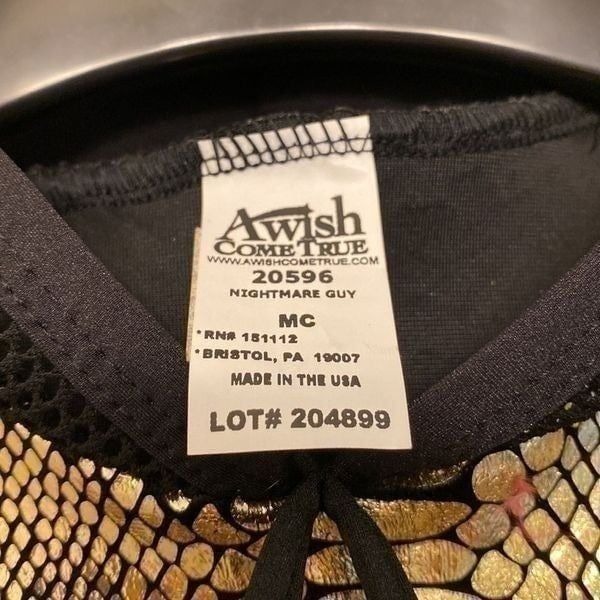 A wish
COME TRUE
WWW.AWISHCOMETRUE.COM
20596
NIGHTMARE GUY
MC
*RN# 151112
*BRISTOL, PA 19007
MADE IN THE USA
LOT# 204899